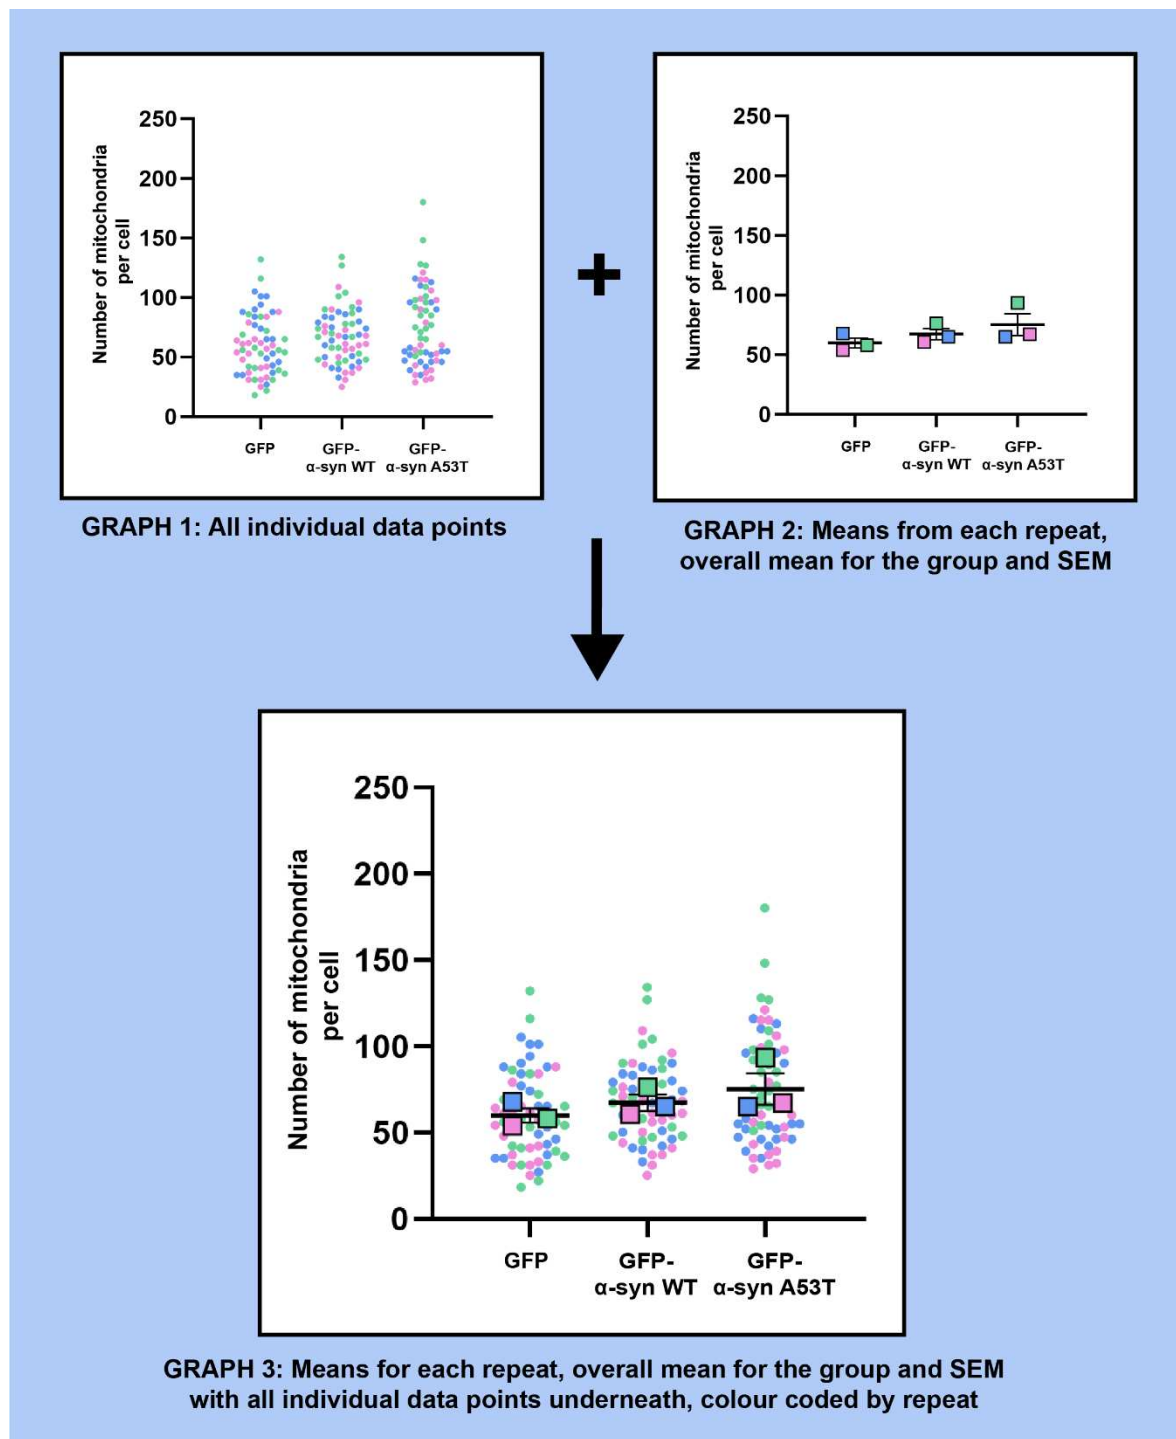 250
200
150
100
50
0
Number of mitochondria
per cell
GFP
GFP-
α-syn WT
GFP-
α-syn A53T
GRAPH 1: All individual data points
+
250
200
150
100
50
0
Number of mitochondria
per cell
GFP
GFP-
α-syn WT
GFP-
α-syn A53T
GRAPH 2: Means from each repeat,
overall mean for the group and SEM
250
200
150
100
50
0
Number of mitochondria
per cell
GFP
GFP-
α-syn WT
GFP-
α-syn A53T
GRAPH 3: Means for each repeat, overall mean for the group and SEM
with all individual data points underneath, colour coded by repeat